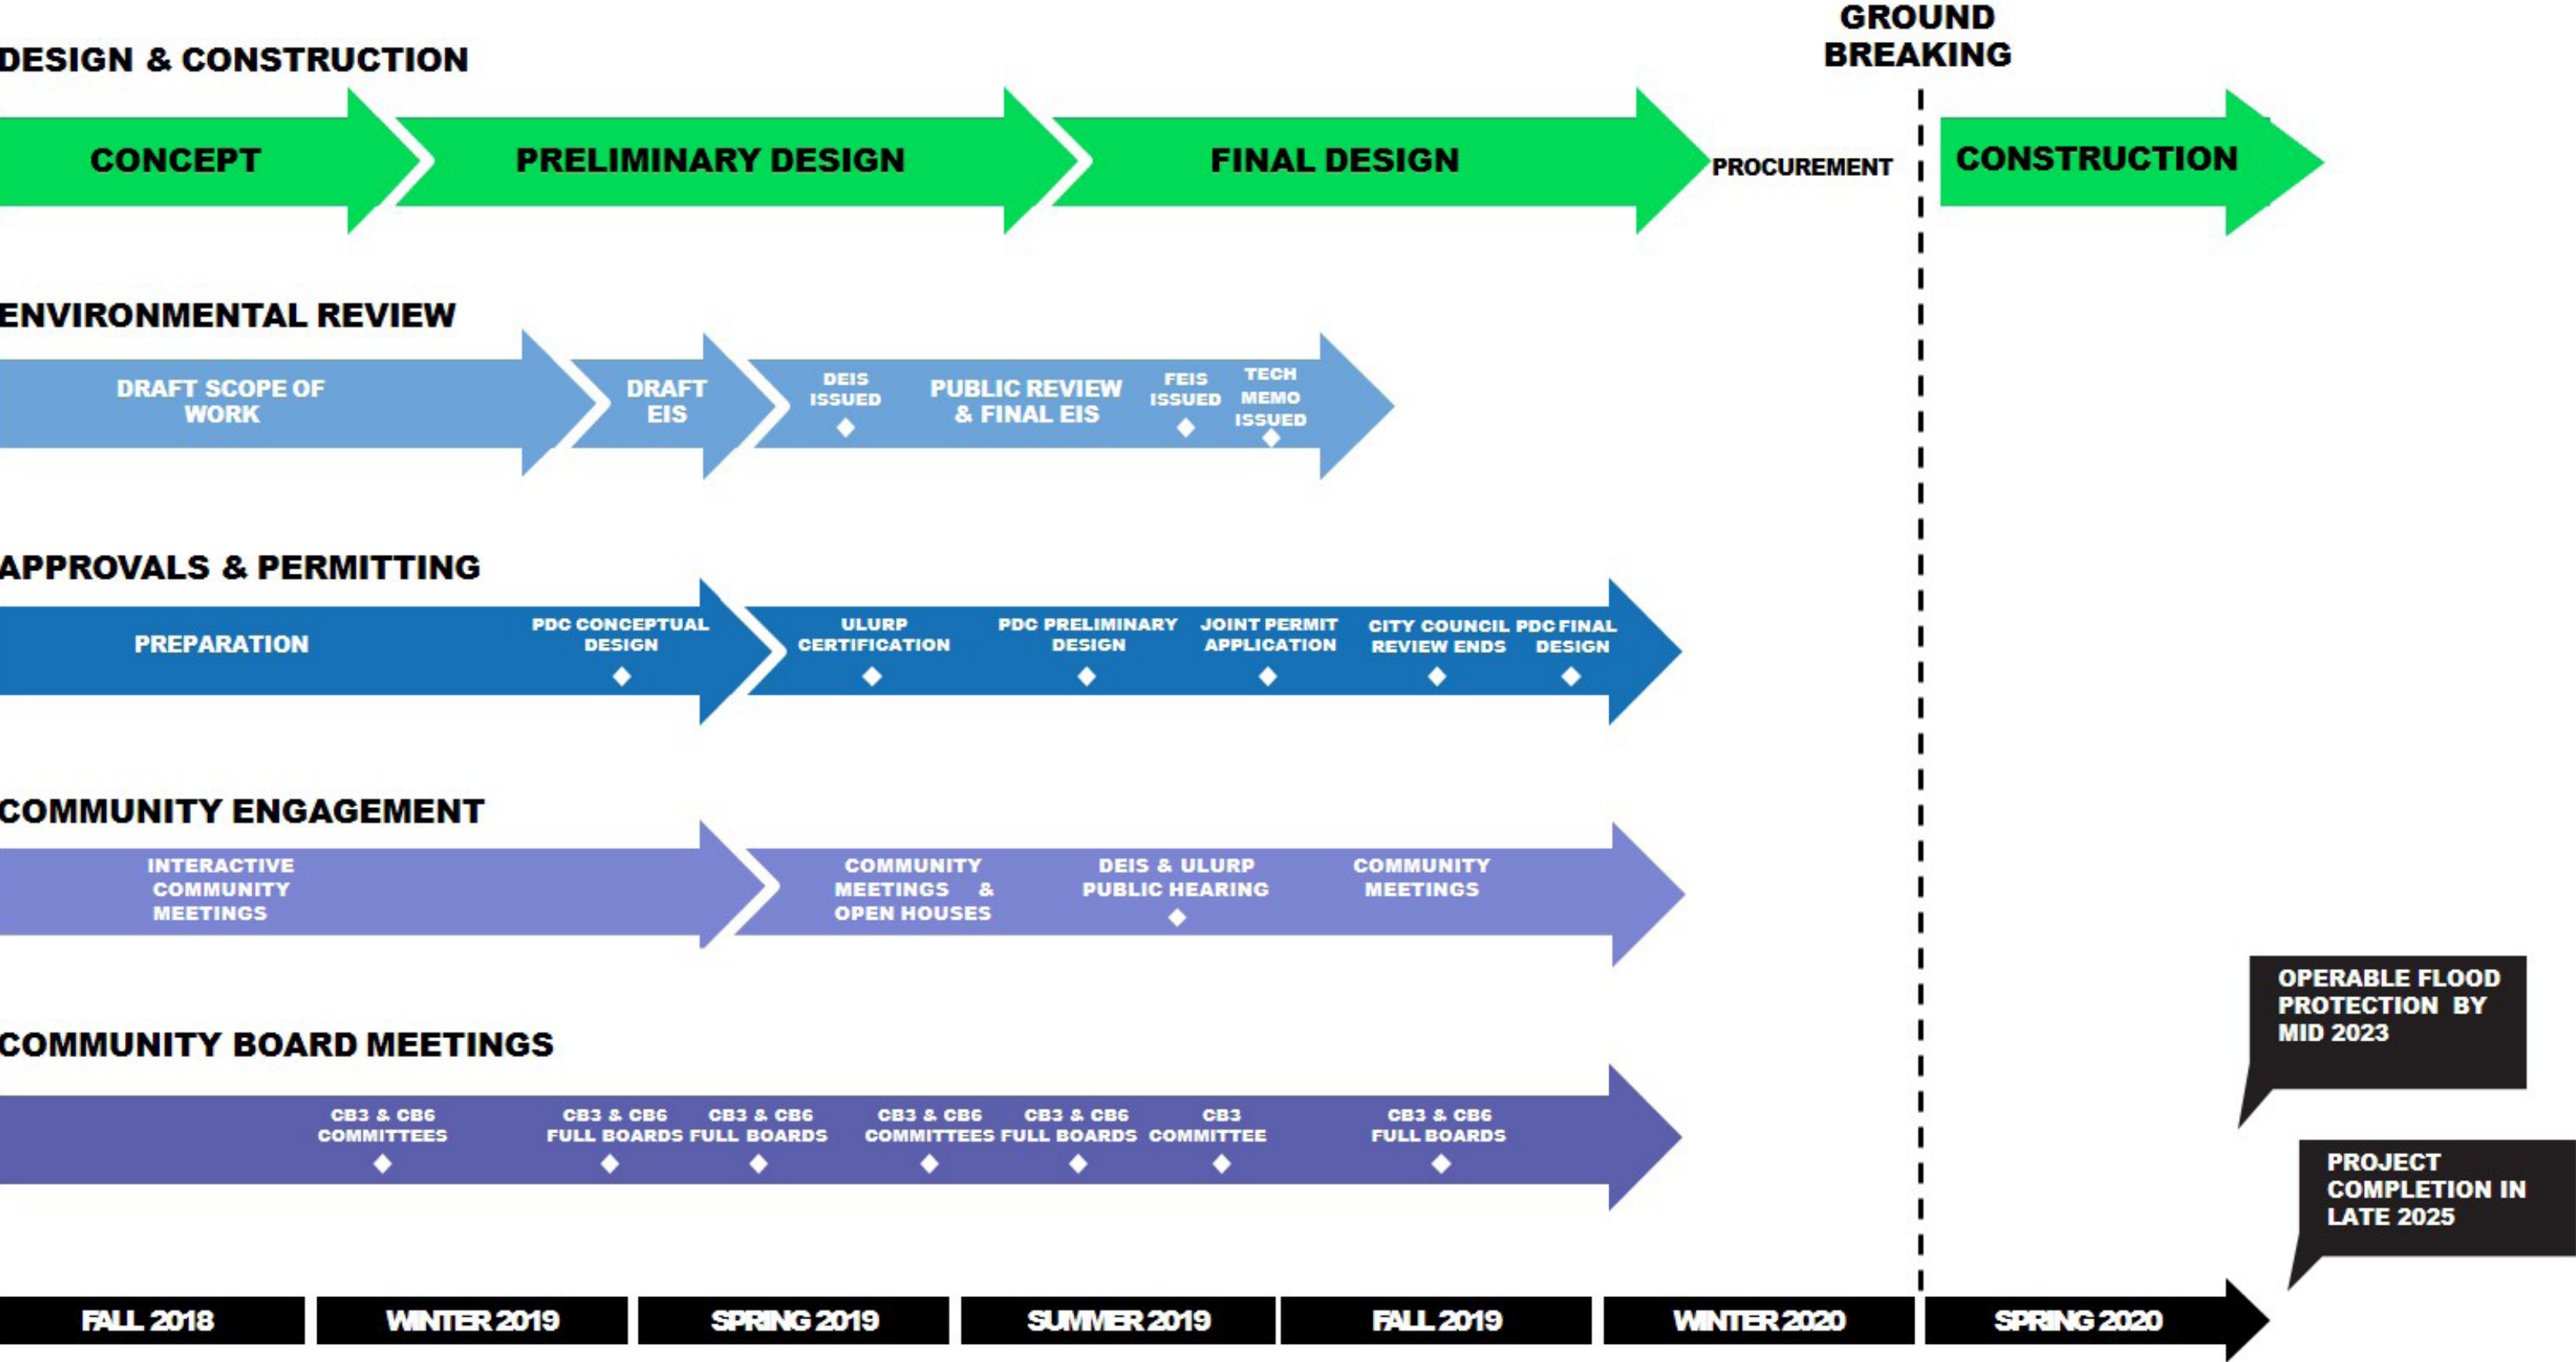 GROUND
BREAKING
DESIGN & CONSTRUCTION
CONCEPT
PRELIMINARY DESIGN
FINAL DESIGN
PROCUREMENT
CONSTRUCTION
ENVIRONMENTAL REVIEW
DRAFT SCOPE OF
WORK
DRAFT
EIS
DEIS
ISSUED
PUBLIC REVIEW
& FINAL EIS
FEIS
ISSUED
TECH
MEMO
ISSUED
APPROVALS & PERMITTING
PREPARATION
PDC CONCEPTUAL
DESIGN
ULURP
CERTIFICATION
PDC PRELIMINARY
DESIGN
JOINT PERMIT
APPLICATION
CITY COUNCIL
REVIEW ENDS
PDC FINAL
DESIGN
COMMUNITY ENGAGEMENT
INTERACTIVE
COMMUNITY
MEETINGS
COMMUNITY
MEETINGS &
OPEN HOUSES
DEIS & ULURP
PUBLIC HEARING
COMMUNITY
MEETINGS
OPERABLE FLOOD
PROTECTION BY
MID 2023
COMMUNITY BOARD MEETINGS
CB3 & CB6
COMMITTEES
CB3 & CB6
FULL BOARDS
CB3 & CB6
FULL BOARDS
CB3 & CB6
COMMITTEES
CB3 & CB6
FULL BOARDS
CB3
COMMITTEE
CB3 & CB6
FULL BOARDS
PROJECT
COMPLETION IN
LATE 2025
FALL 2018
WINTER 2019
SPRING 2019
SUMMER 2019
FALL 2019
WINTER 2020
SPRING 2020